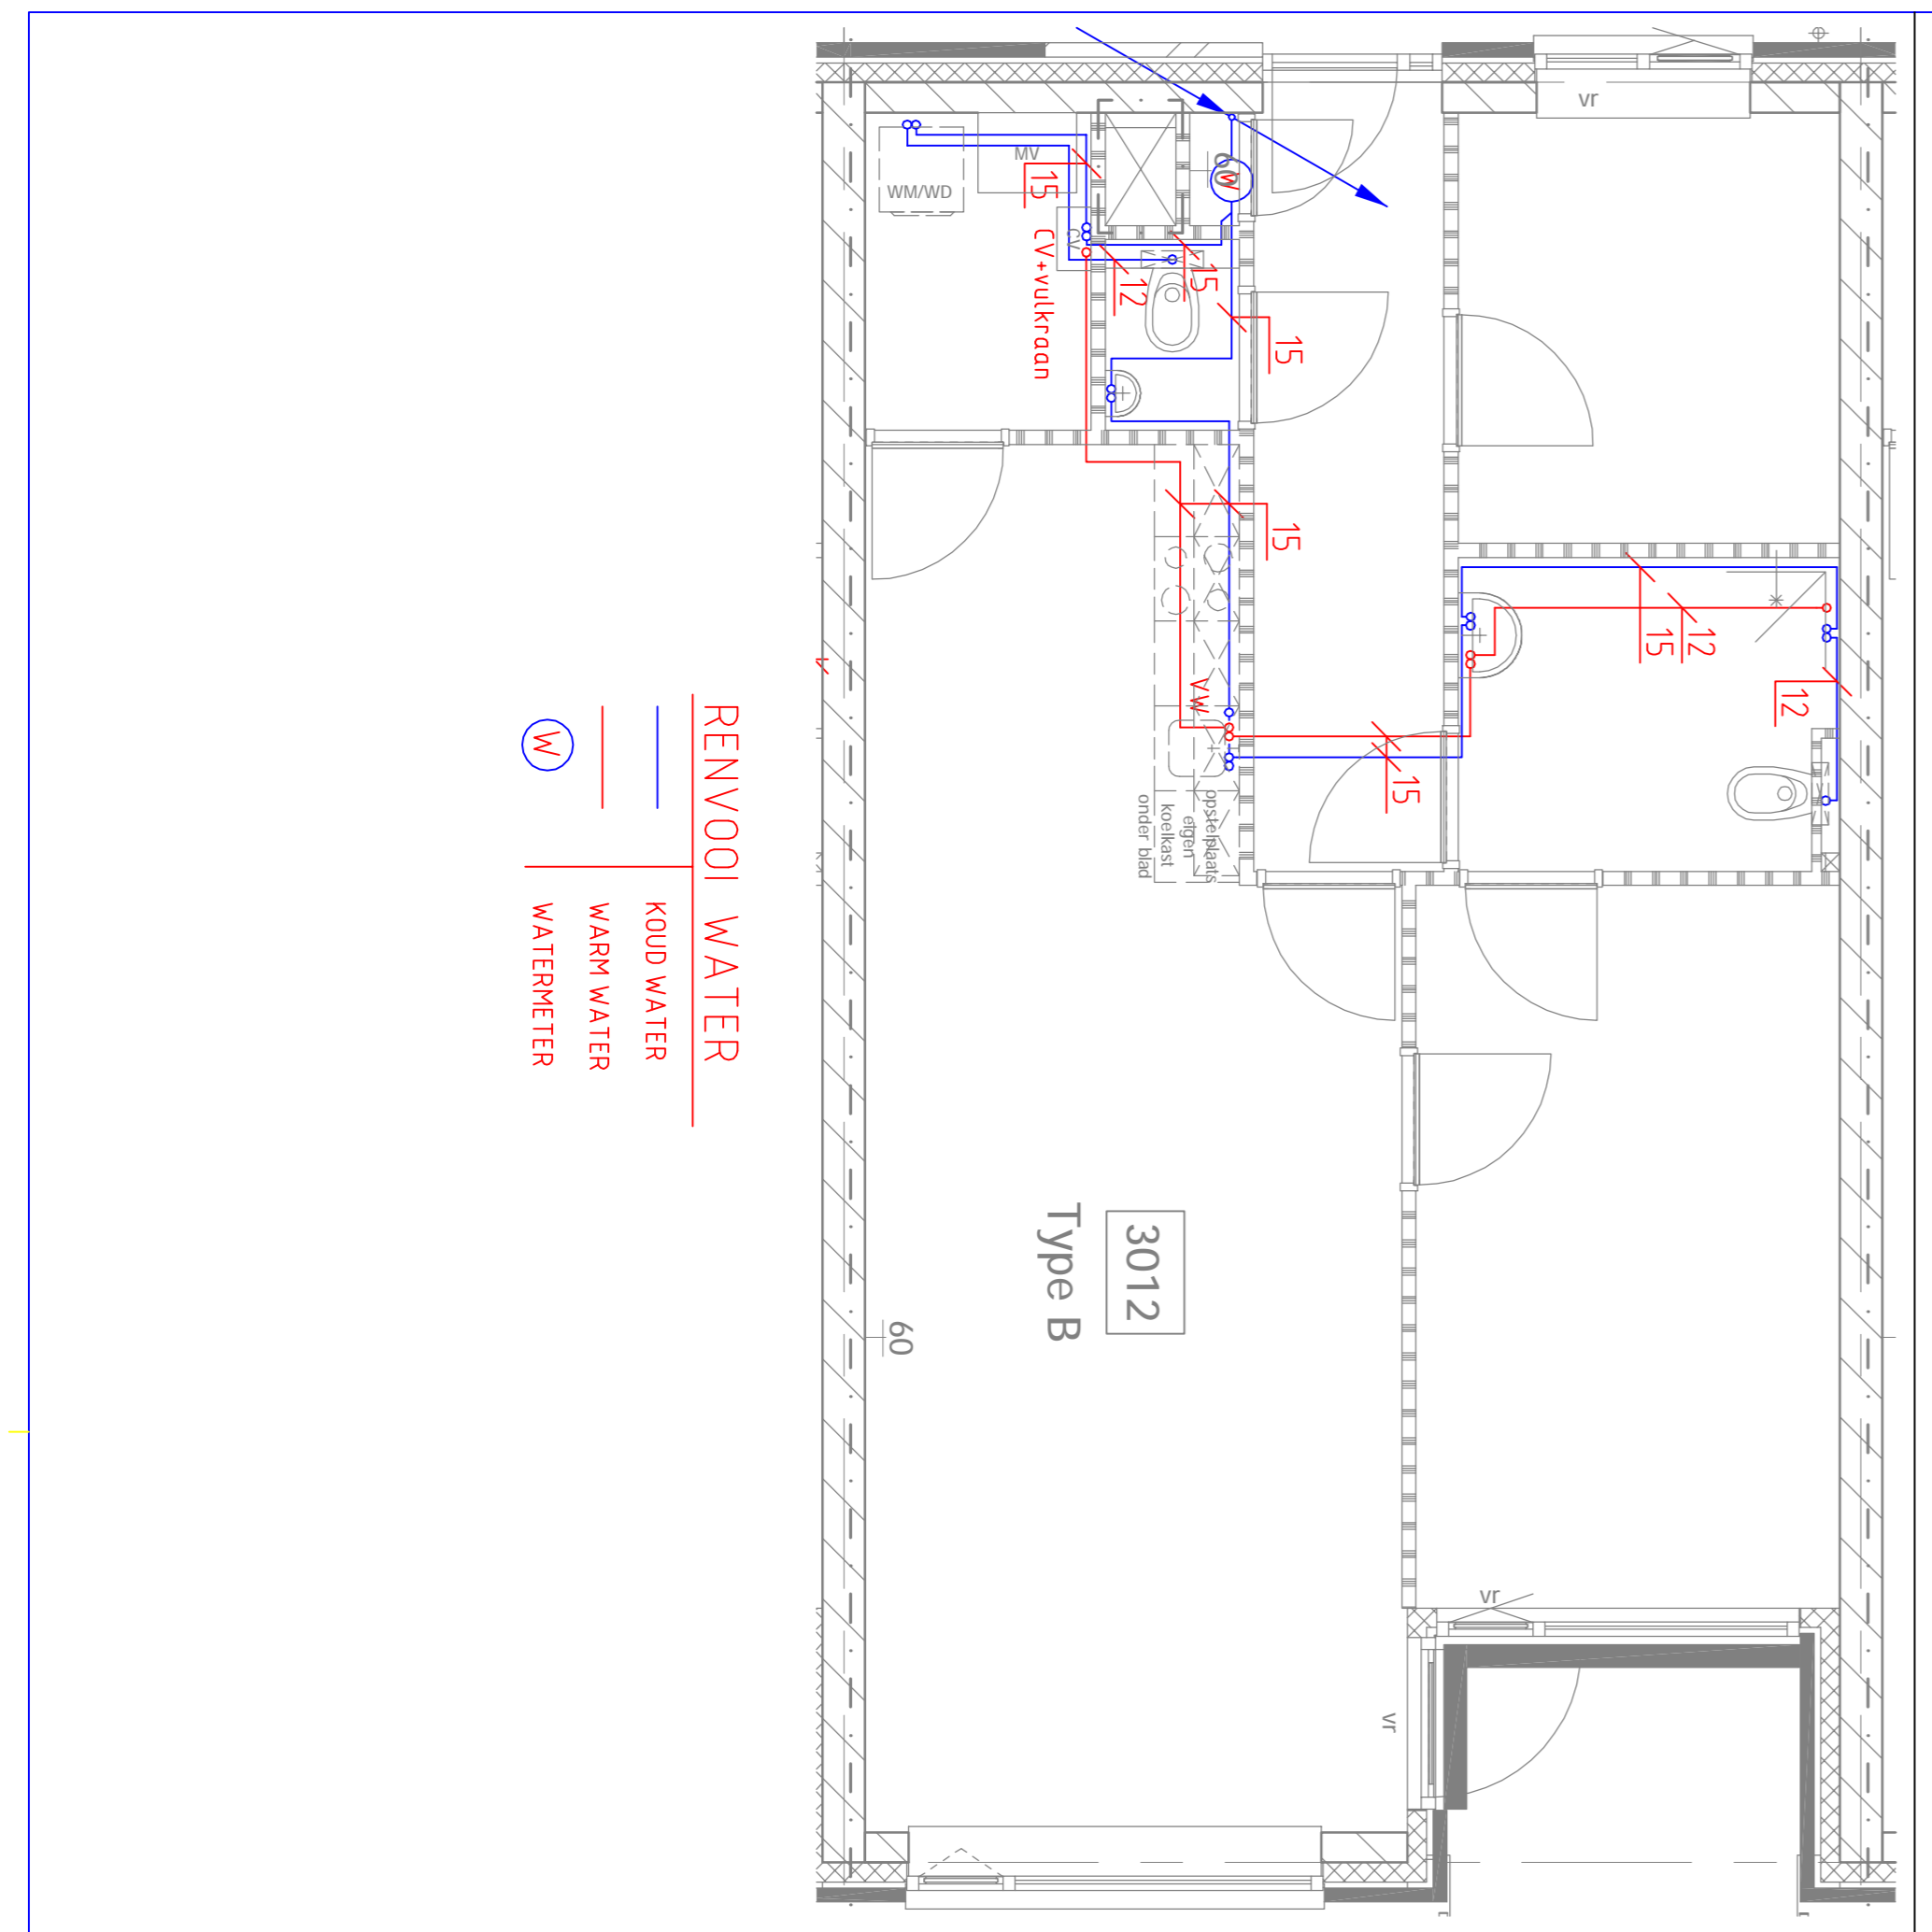 vr
MV
WM/WD
80
W
CV
15
CV+vulkraan
12
15
15
15
VW
15
12
12
15
opstelplaats
eigen
koelkast
onder blad
RENVOOI WATER
KOUD WATER
WARM WATER
W
WATERMETER
3012
Type B
60
vr
vr